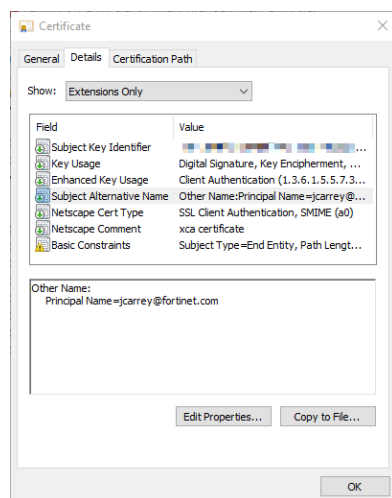 Certificate
General Details Certification Path
Show: Extensions Only
Field Value
Subject Key Identifier
Key Usage Digital Signature, Key Encipherment, ...
Enhanced Key Usage Client Authentication (1.3.6.1.5.5.7.3...
Subject Alternative Name Other Name:Principal Name=jcarrey@...
Netscape Cert Type SSL Client Authentication, SMIME (a0)
Netscape Comment xca certificate
Basic Constraints Subject Type=End Entity, Path Lengt...
Other Name:
Principal Name=jcarrey@fortinet.com
Edit Properties... Copy to File...
OK